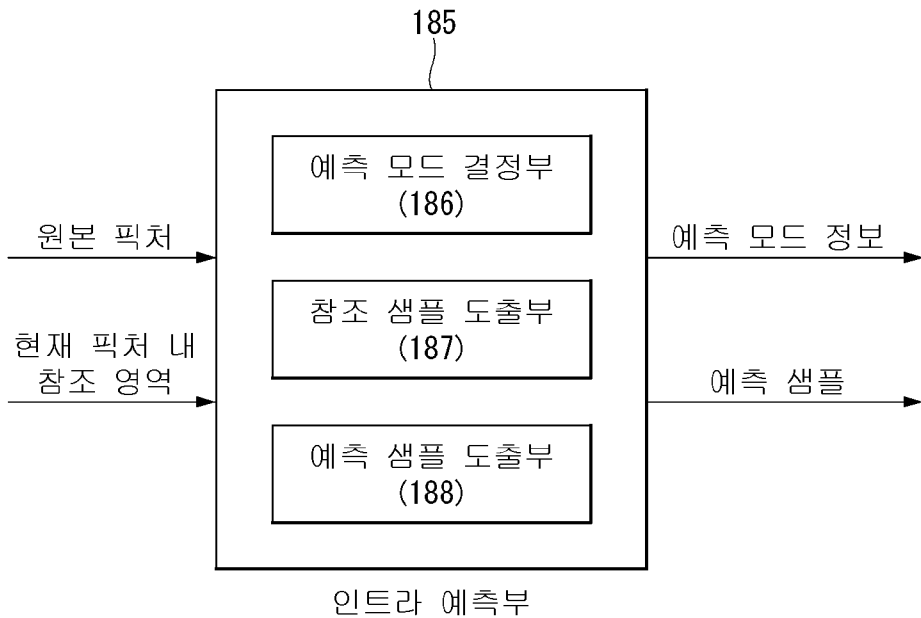 185
예측 모드 결정부
(186)
원본 픽처
예측 모드 정보
참조 샘플 도출부
(187)
현재 픽처 내
참조 영역
예측 샘플
예측 샘플 도출부
(188)
인트라 예측부